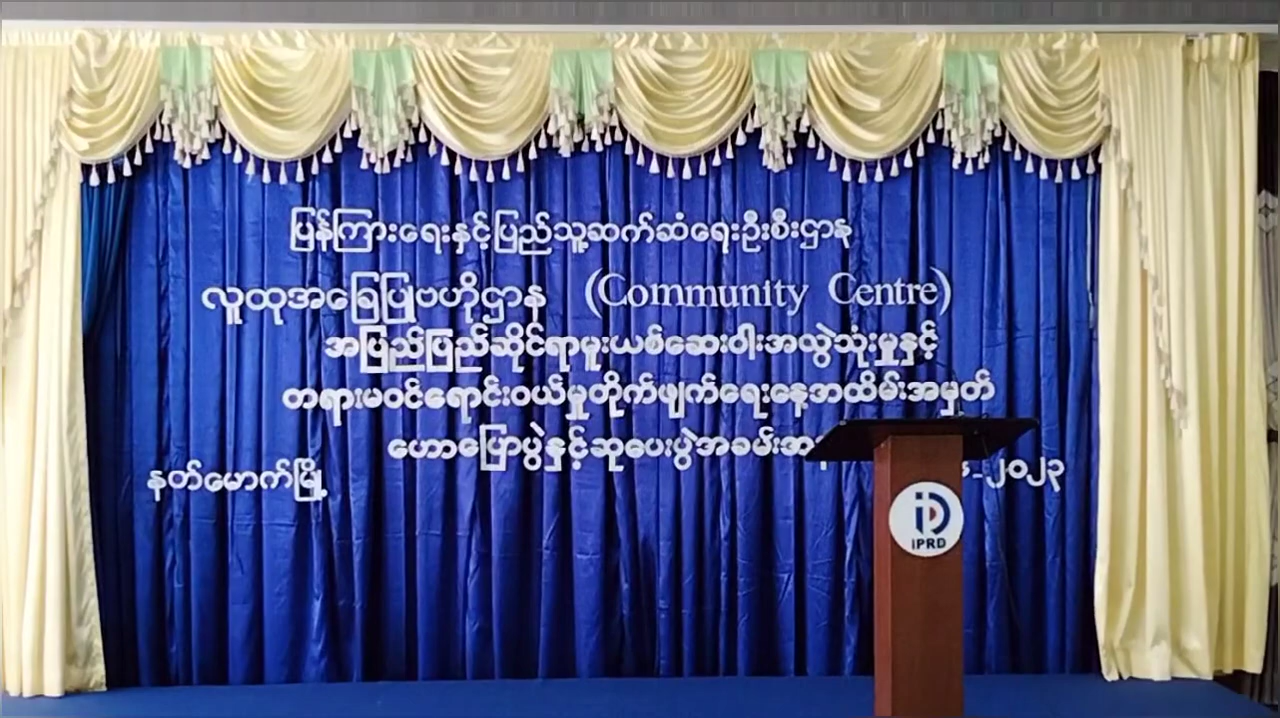 ပြန်ကြားရေးနှင့်ပြည်သူ့ဆက်ဆံရေးဦးစီးဌာန
လူထုအခြေပြုဗဟိုဌာန (Community Centre)
အပြည်ပြည်ဆိုင်ရာမူးယစ်ဆေးဝါးအလွဲသုံးမှုနှင့်
တရားမဝင်ရောင်းဝယ်မှုတိုက်ဖျက်ရေးနေ့အထိမ်းအမှတ်
ဟောပြောပွဲနှင့်ဆုပေးပွဲအခမ်းအ
နတ်မောက်မြို့ -၂၀၂၃
IPRD